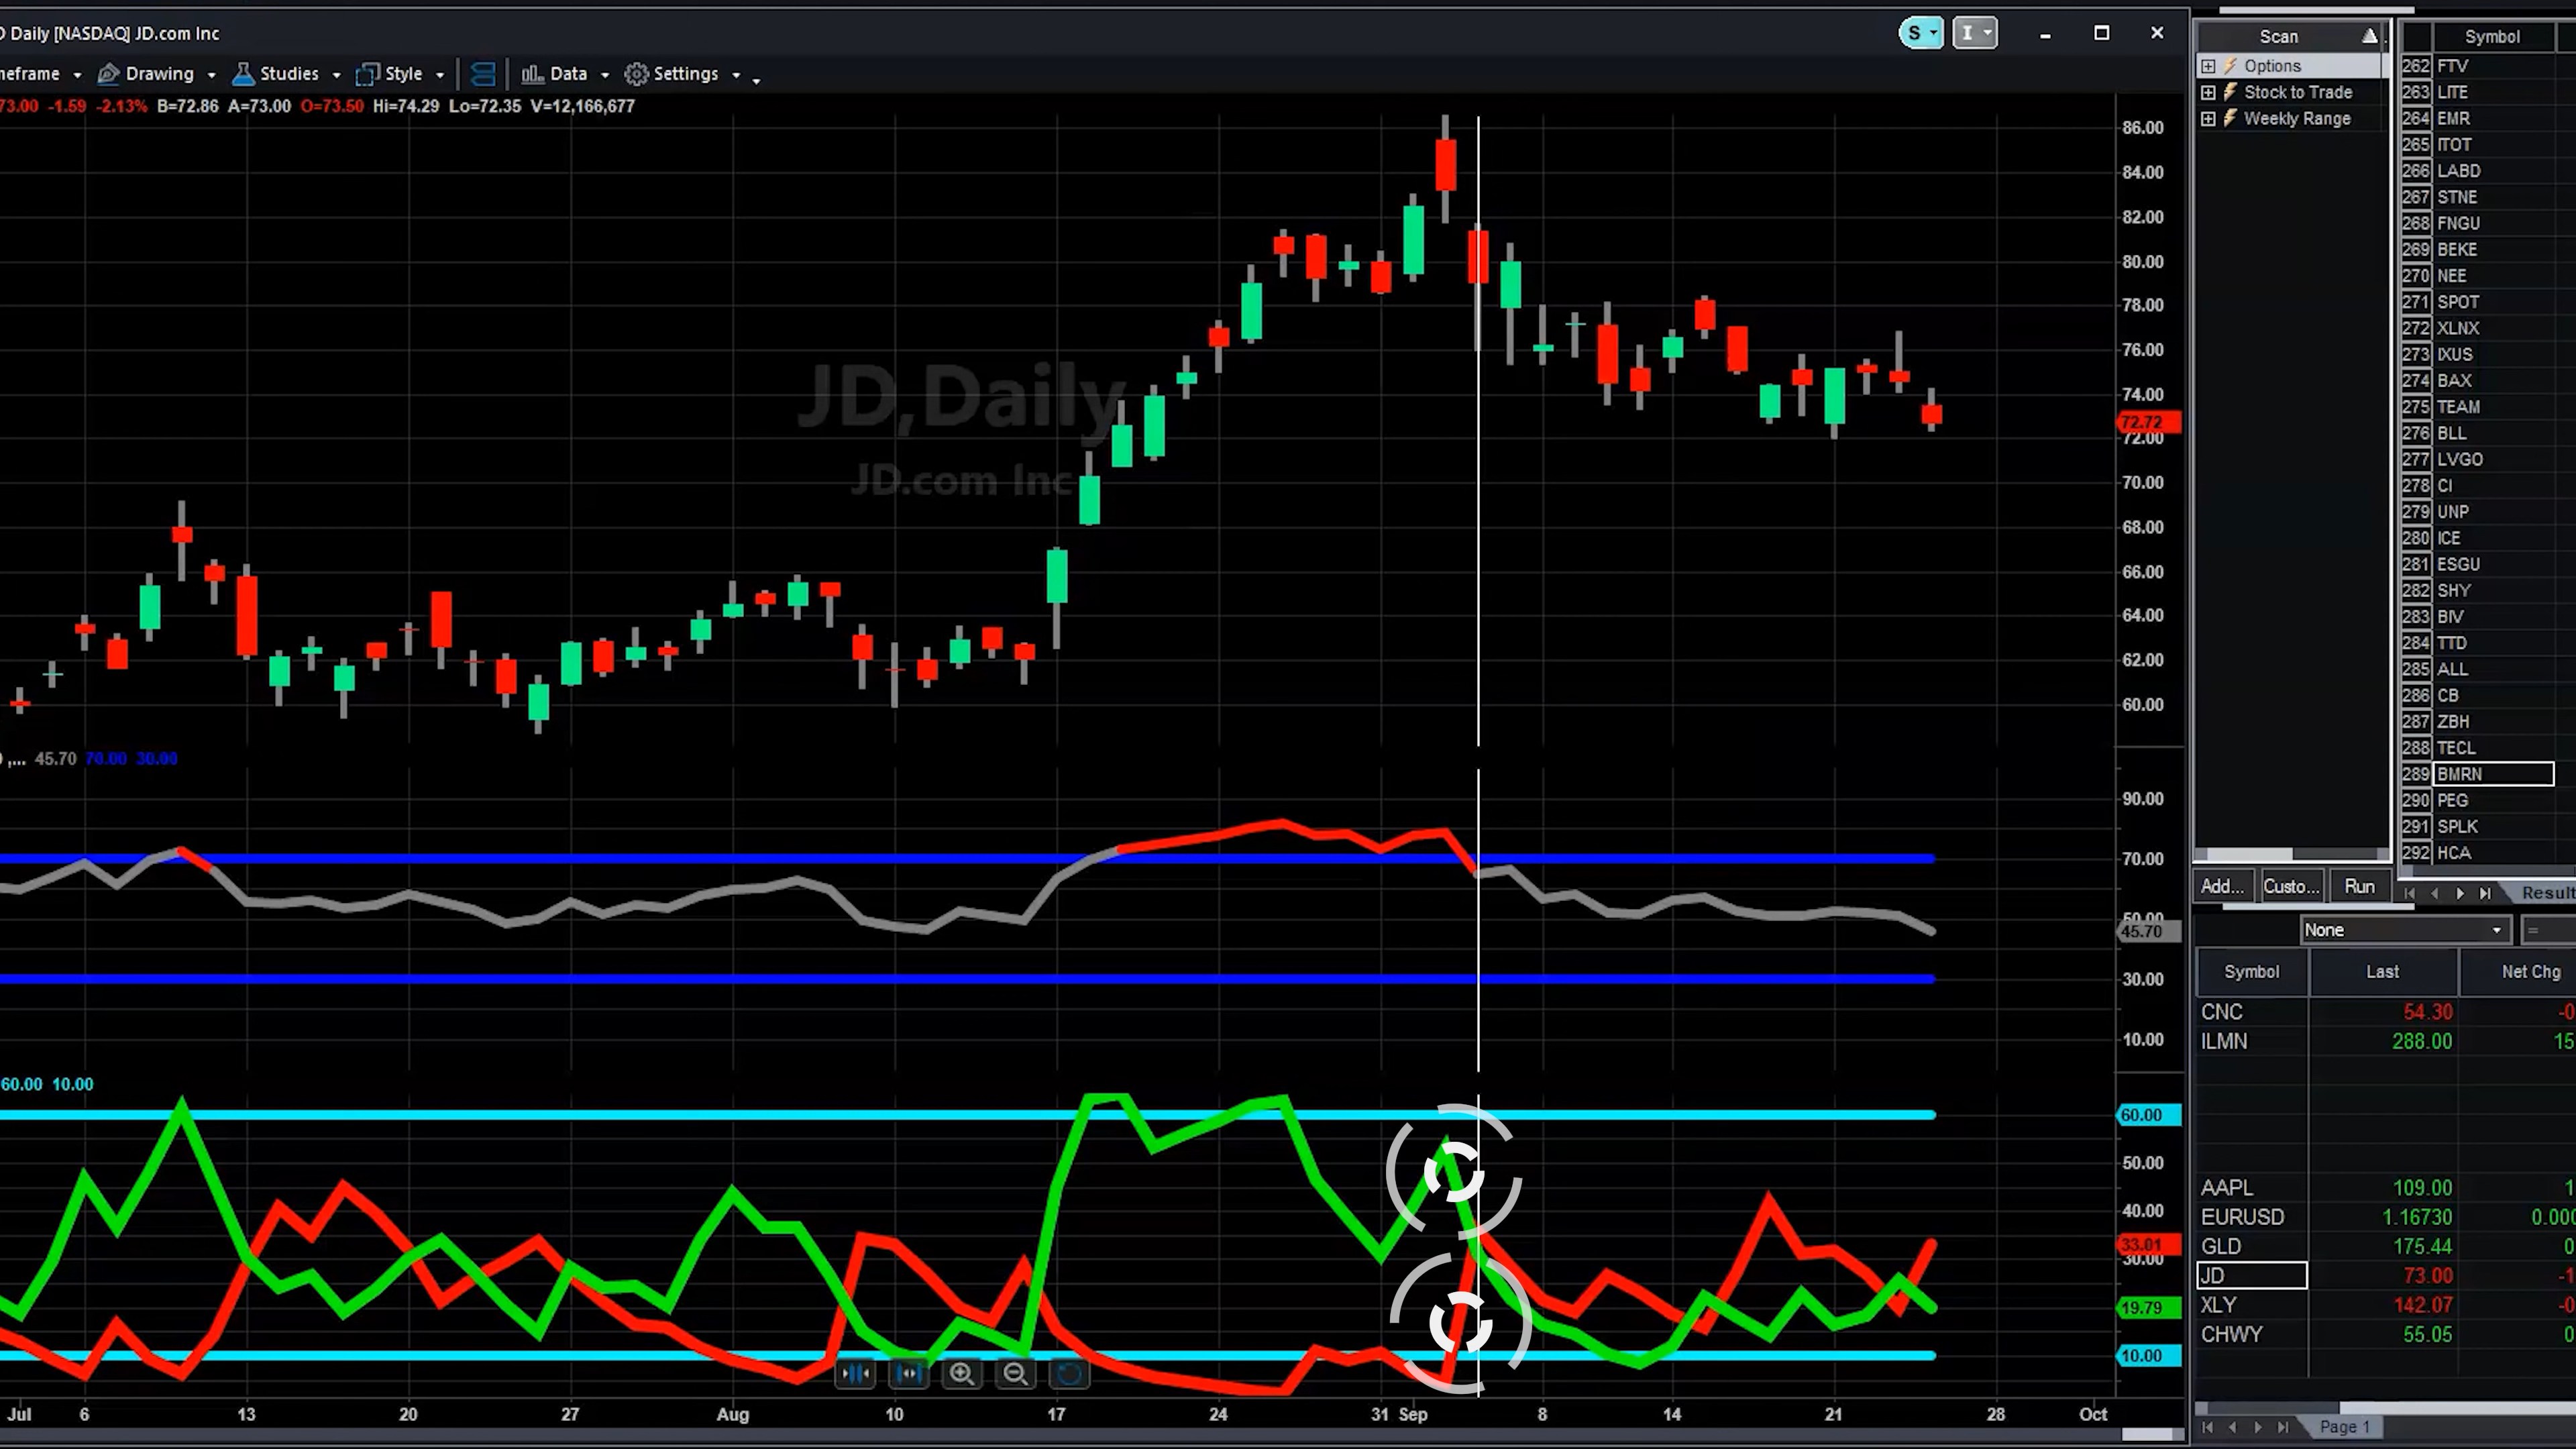 D Daily [NASDAQ] JD.com Inc
S
I
neframe Drawing Studies Style Data Settings
73.00 -1.59 -2.13% B=72.86 A=73.00 O=73.50 Hi=74.29 Lo=72.35 V=12,166,677
86.00
84.00
82.00
80.00
78.00
76.00
74.00
72.72
72.00
70.00
68.00
66.00
64.00
62.00
60.00
JD,Daily
JD.com Inc
,... 45.70 70.00 30.00
90.00
70.00
50.00
45.70
30.00
10.00
60.00 10.00
60.00
50.00
40.00
33.01
30.00
19.79
10.00
Jul 6 13 20 27 Aug 10 17 24 31 Sep 8 14 21 28 Oct
Scan
Options
Stock to Trade
Weekly Range
Add... Custo... Run
Symbol
262 FTV
263 LITE
264 EMR
265 ITOT
266 LABD
267 STNE
268 FNGU
269 BEKE
270 NEE
271 SPOT
272 XLNX
273 IXUS
274 BAX
275 TEAM
276 BLL
277 LVGO
278 CI
279 UNP
280 ICE
281 ESGU
282 SHY
283 BIV
284 TTD
285 ALL
286 CB
287 ZBH
288 TECL
289 BMRN
290 PEG
291 SPLK
292 HCA
Result
None =
Symbol Last Net Chg
CNC 54.30 -0
ILMN 288.00 15
AAPL 109.00 1
EURUSD 1.16730 0.000
GLD 175.44 0
JD 73.00 -1
XLY 142.07 -0
CHWY 55.05 0
Page 1